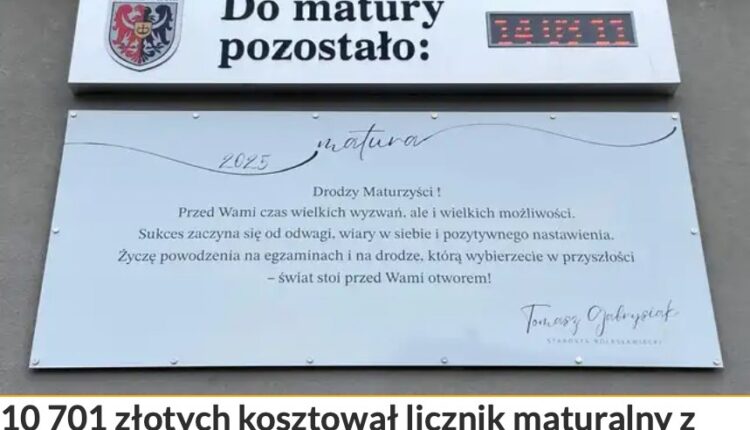 Do matury
pozostało:
2025 matura
Drodzy Maturzyści !
Przed Wami czas wielkich wyzwań, ale i wielkich możliwości.
Sukces zaczyna się od odwagi, wiary w siebie i pozytywnego nastawienia.
Życzę powodzenia na egzaminach i na drodze, którą wybierzecie w przyszłości
– świat stoi przed Wami otworem!
Tomasz Gabrysiak
STAROSTA BOLESŁAWIECKI
10 701 złotych kosztował licznik maturalny z